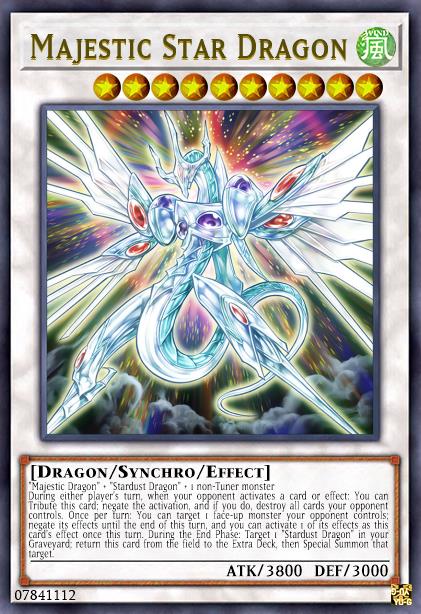 MAJESTIC STAR DRAGON
WIND
風
[DRAGON/SYNCHRO/EFFECT]
"Majestic Dragon" + "Stardust Dragon" + 1 non-Tuner monster
During either player's turn, when your opponent activates a card or effect: You can
Tribute this card; negate the activation, and if you do, destroy all cards your opponent
controls. Once per turn: You can target 1 face-up monster your opponent controls;
negate its effects until the end of this turn, and you can activate 1 of its effects as this
card's effect once this turn. During the End Phase: Target 1 "Stardust Dragon" in your
Graveyard; return this card from the field to the Extra Deck, then Special Summon that
target.
ATK/3800 DEF/3000
07841112